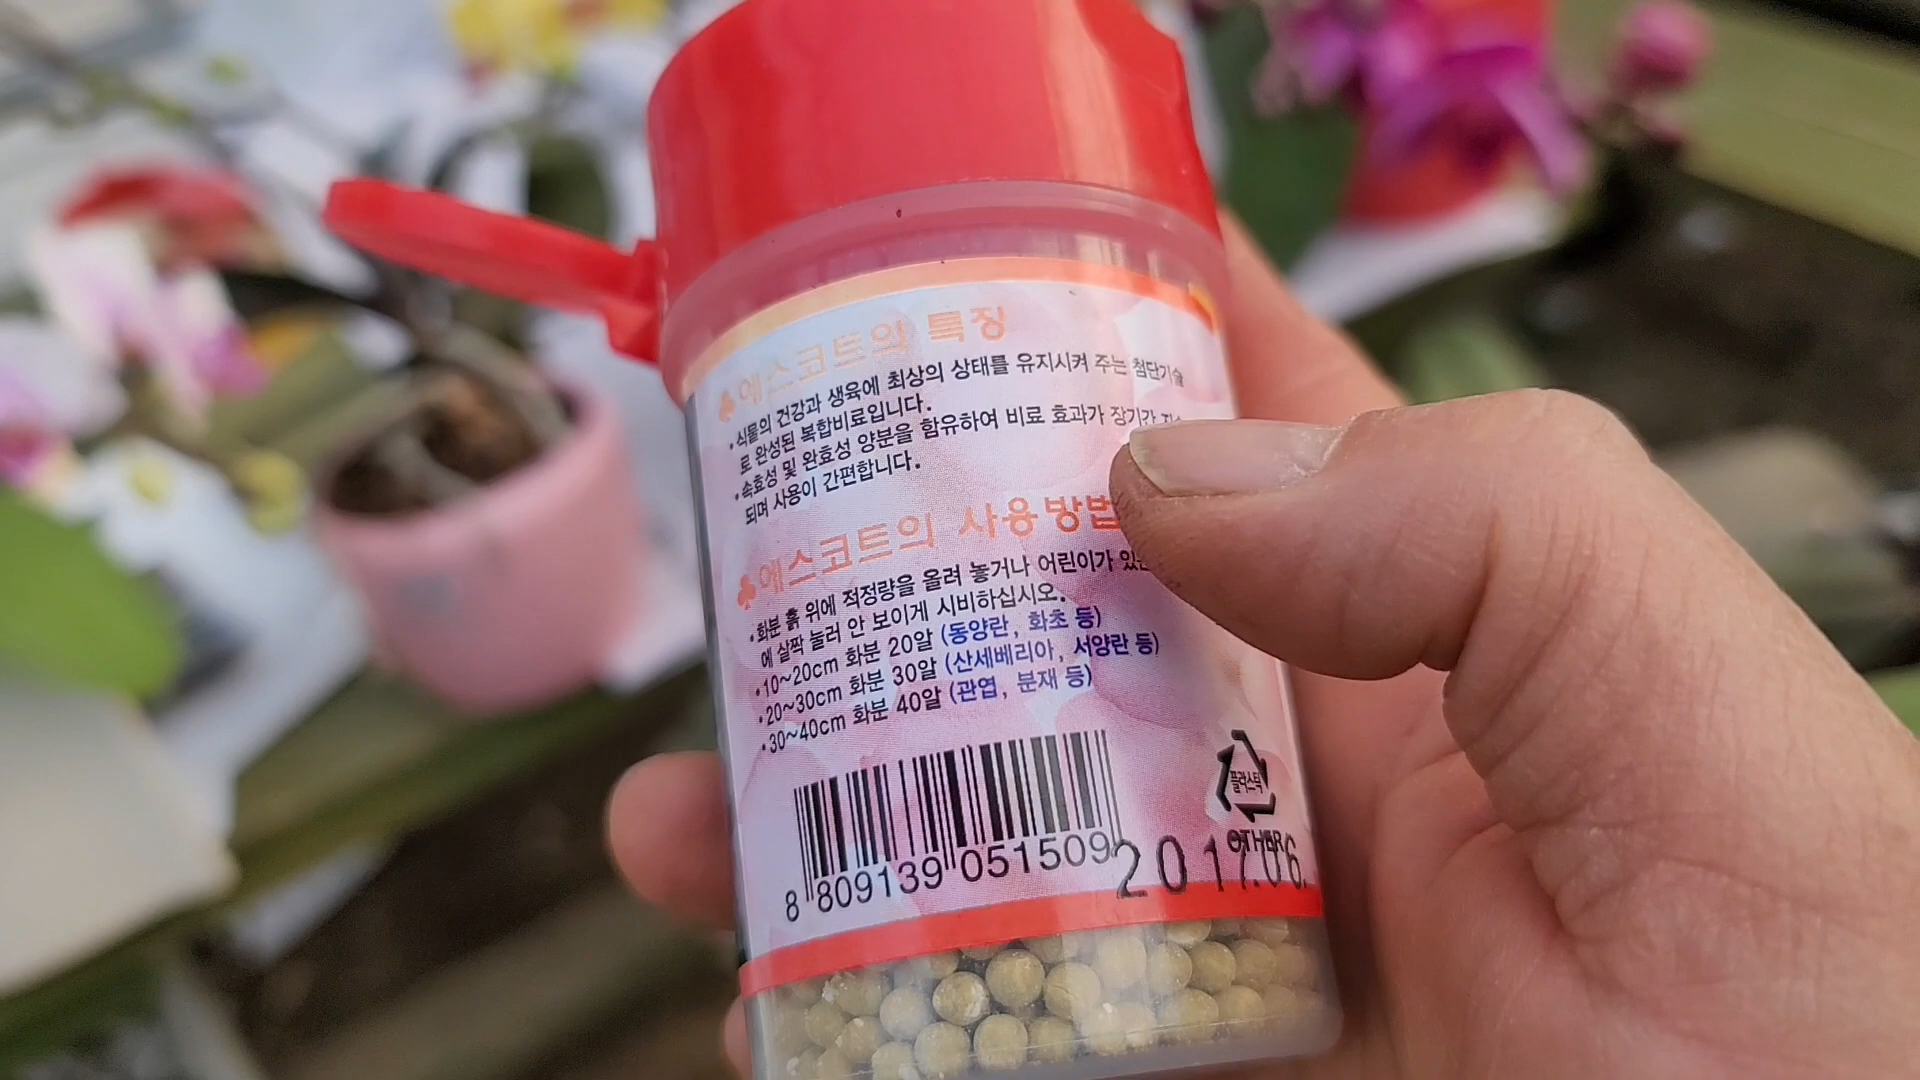 ♣에스코트의 특징
•식물의 건강과 생육에 최상의 상태를 유지시켜 주는 첨단기술
로 완성된 복합비료입니다.
•속효성 및 완효성 양분을 함유하여 비료 효과가 장기간
되며 사용이 간편합니다.
♣에스코트의 사용방법
•화분 흙 위에 적정량을 올려 놓거나 어린이가
에 살짝 눌러 안 보이게 시비하십시오.
•10~20cm 화분 20알 (동양란, 화초 등)
•20~30cm 화분 30알 (산세베리아, 서양란 등)
•30~40cm 화분 40알 (관엽, 분재 등)
플라스틱
OTHER
8 809139 051509
2017.06.